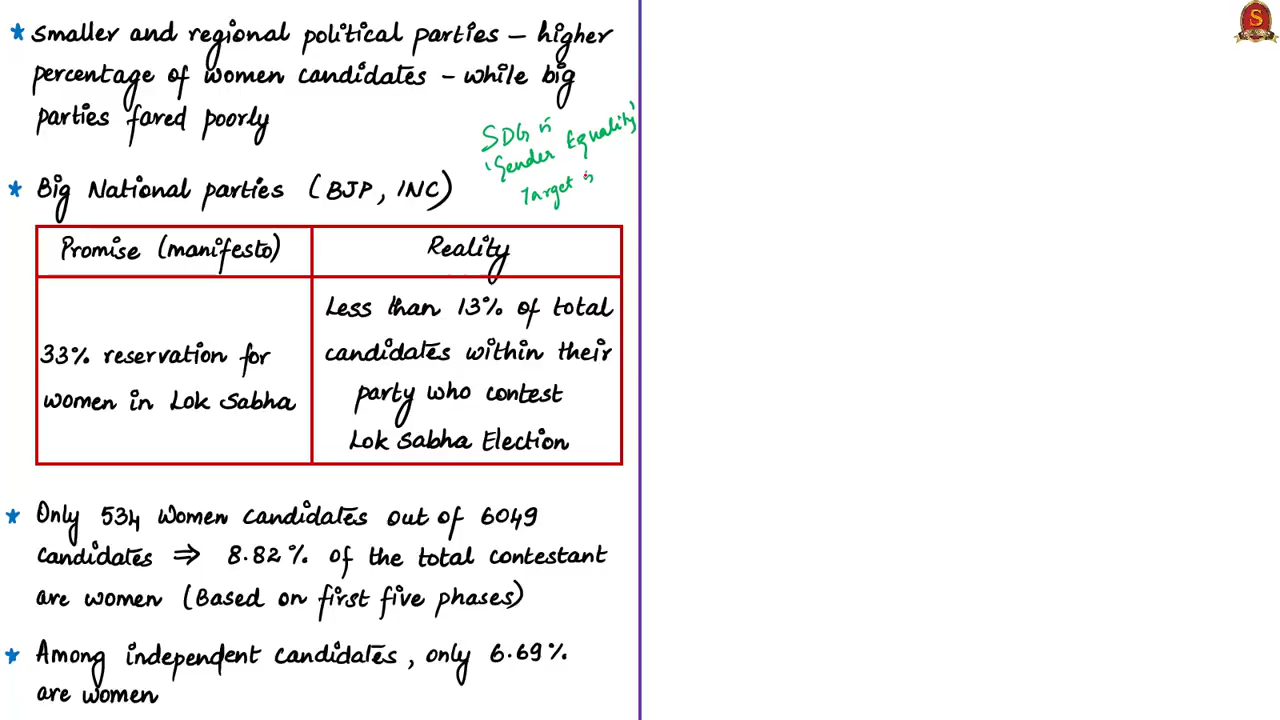 * Smaller and regional political parties – higher
percentage of women candidates – while big
parties fared poorly
SDG 5
'Gender Equality'
Target 5
* Big National parties (BJP, INC)
Promise (manifesto)
Reality
33% reservation for
women in Lok Sabha
Less than 13% of total
candidates within their
party who contest
Lok Sabha Election
* Only 534 women candidates out of 6049
candidates ⇒ 8.82% of the total contestant
are women (Based on first five phases)
* Among independent candidates, only 6.69%
are women
S